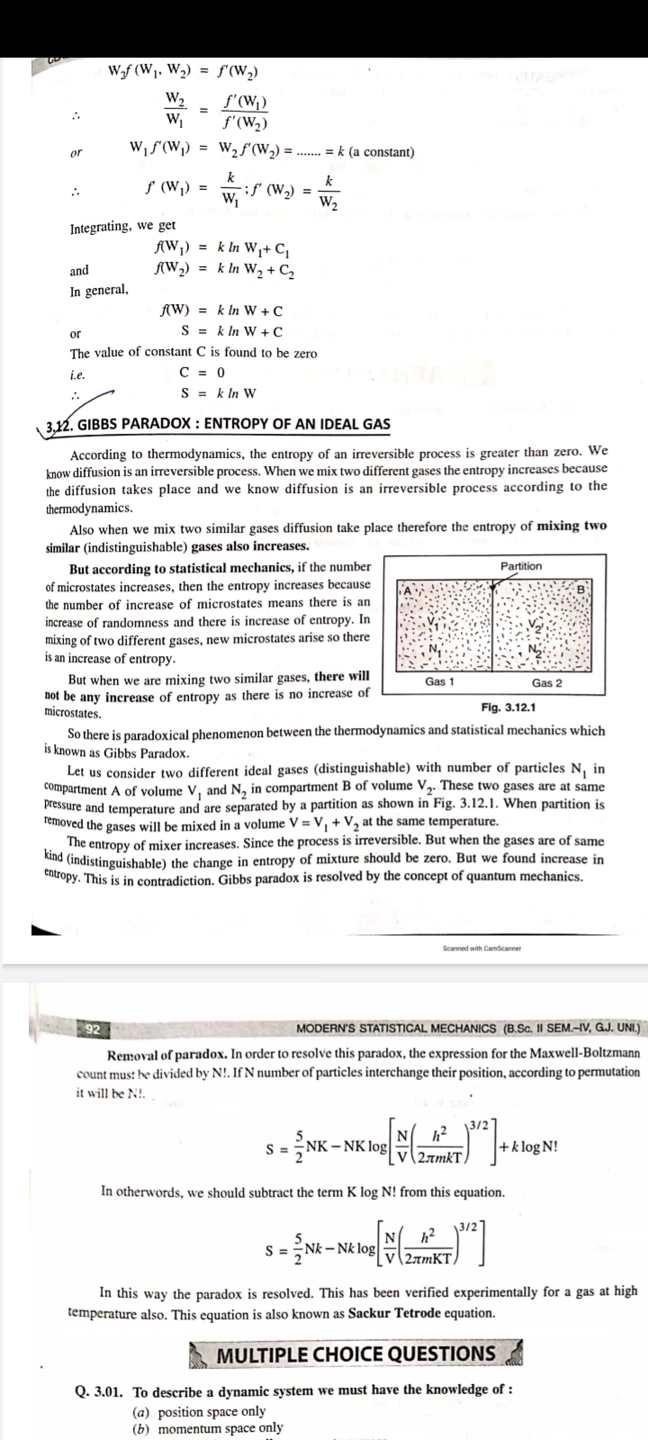 W₂f (W₁, W₂) = f′(W₂)
∴ W₂/W₁ = f′(W₁)/f′(W₂)
or W₁f′(W₁) = W₂f′(W₂) = ....... = k (a constant)
∴ f′ (W₁) = k/W₁ : f′ (W₂) = k/W₂
Integrating, we get
f(W₁) = k ln W₁+ C₁
and f(W₂) = k ln W₂ + C₂
In general,
f(W) = k ln W + C
or S = k ln W + C
The value of constant C is found to be zero
i.e. C = 0
∴ S = k ln W
3.12. GIBBS PARADOX : ENTROPY OF AN IDEAL GAS
According to thermodynamics, the entropy of an irreversible process is greater than zero. We
know diffusion is an irreversible process. When we mix two different gases the entropy increases because
the diffusion takes place and we know diffusion is an irreversible process according to the
thermodynamics.
Also when we mix two similar gases diffusion take place therefore the entropy of mixing two
similar (indistinguishable) gases also increases.
But according to statistical mechanics, if the number
of microstates increases, then the entropy increases because
the number of increase of microstates means there is an
increase of randomness and there is increase of entropy. In
mixing of two different gases, new microstates arise so there
is an increase of entropy.
But when we are mixing two similar gases, there will
not be any increase of entropy as there is no increase of
microstates.
Partition
A B
V₁ V₂
N₁ N₂
Gas 1 Gas 2
Fig. 3.12.1
So there is paradoxical phenomenon between the thermodynamics and statistical mechanics which
is known as Gibbs Paradox.
Let us consider two different ideal gases (distinguishable) with number of particles N₁ in
compartment A of volume V₁ and N₂ in compartment B of volume V₂. These two gases are at same
pressure and temperature and are separated by a partition as shown in Fig. 3.12.1. When partition is
removed the gases will be mixed in a volume V = V₁ + V₂ at the same temperature.
The entropy of mixer increases. Since the process is irreversible. But when the gases are of same
kind (indistinguishable) the change in entropy of mixture should be zero. But we found increase in
entropy. This is in contradiction. Gibbs paradox is resolved by the concept of quantum mechanics.
Scanned with CamScanner
92 MODERN'S STATISTICAL MECHANICS (B.Sc. II SEM.–IV, G.J. UNI.)
Removal of paradox. In order to resolve this paradox, the expression for the Maxwell-Boltzmann
count must be divided by N!. If N number of particles interchange their position, according to permutation
it will be N!.
S = 5/2 NK – NK log[N/V (h²/2πmkT)^3/2] + k log N!
In otherwords, we should subtract the term K log N! from this equation.
S = 5/2 Nk – Nk log[N/V (h²/2πmKT)^3/2]
In this way the paradox is resolved. This has been verified experimentally for a gas at high
temperature also. This equation is also known as Sackur Tetrode equation.
MULTIPLE CHOICE QUESTIONS
Q. 3.01. To describe a dynamic system we must have the knowledge of :
(a) position space only
(b) momentum space only